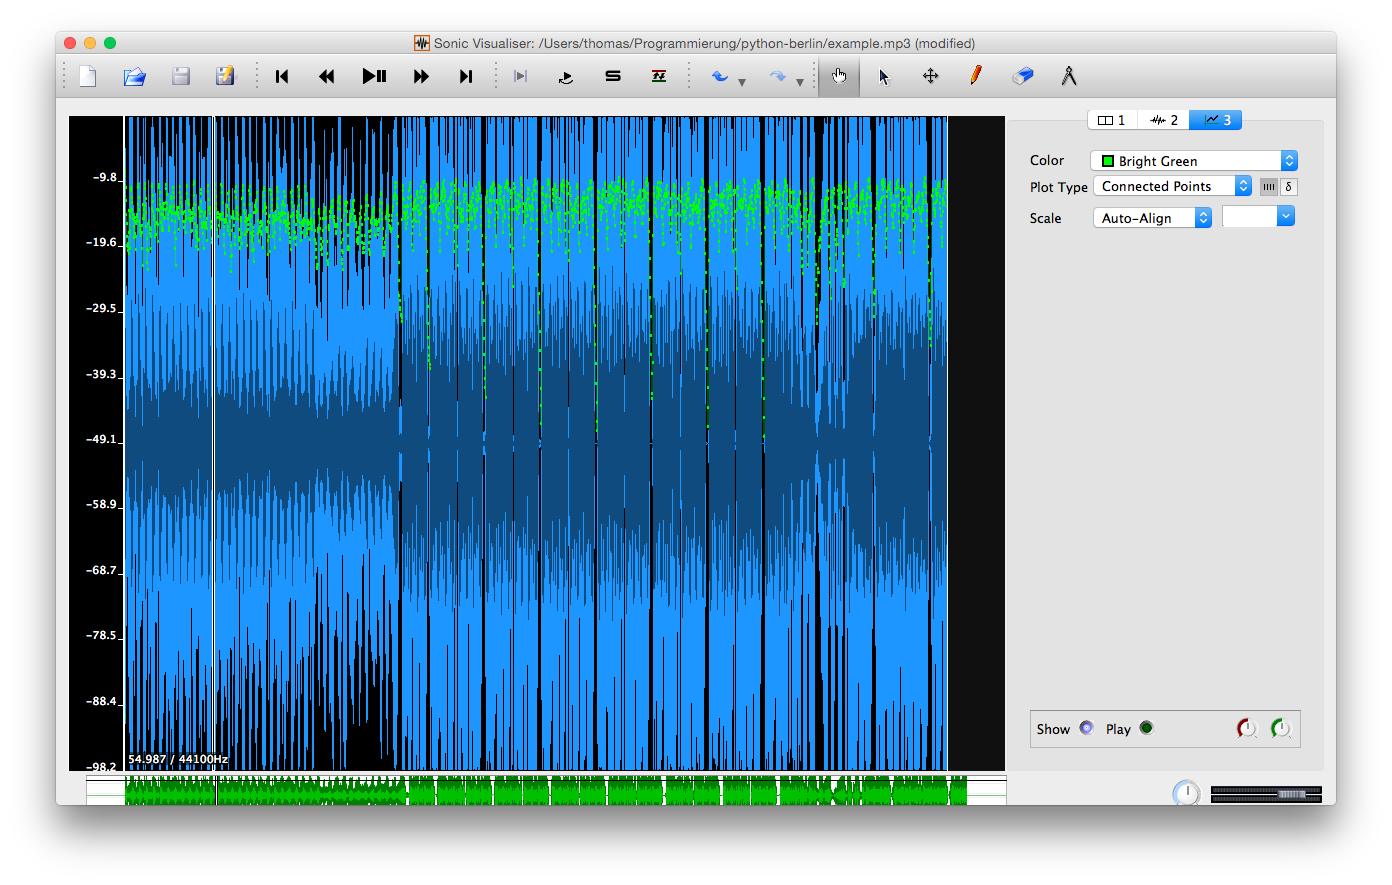 Sonic Visualiser: /Users/thomas/Programmierung/python-berlin/example.mp3 (modified)
1 2 3
Color Bright Green
Plot Type Connected Points δ
Scale Auto-Align
-9.8
-19.6
-29.5
-39.3
-49.1
-58.9
-68.7
-78.5
-88.4
-98.2
54.987 / 44100Hz
Show Play